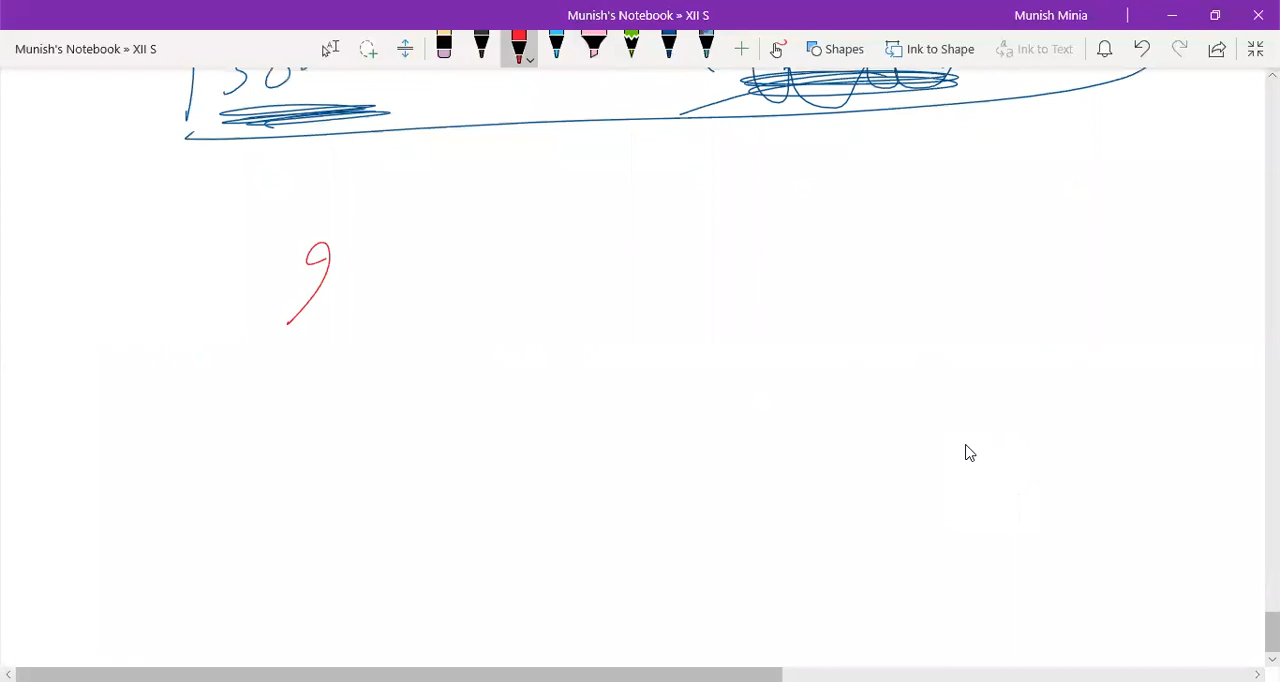 Munish's Notebook » XII S
Munish Minia
Munish's Notebook » XII S
Shapes
Ink to Shape
Ink to Text
9